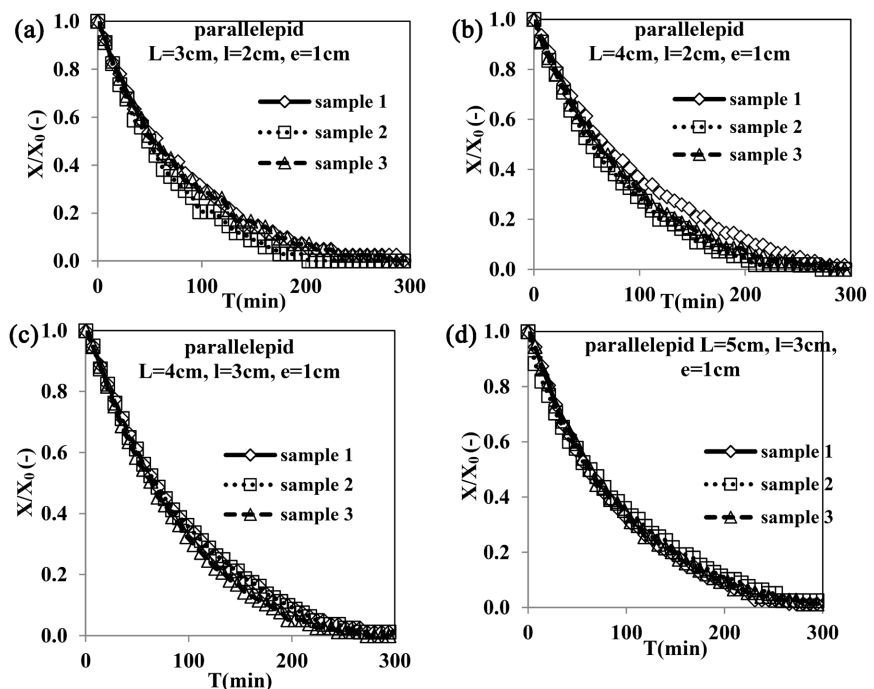 (a)
parallelepid
L=3cm, l=2cm, e=1cm
sample 1
sample 2
sample 3
X/X0 (-)
1.0
0.8
0.6
0.4
0.2
0.0
0
100
200
300
T(min)
(b)
parallelepid
L=4cm, l=2cm, e=1cm
sample 1
sample 2
sample 3
X/X0 (-)
1.0
0.8
0.6
0.4
0.2
0.0
0
100
200
300
T(min)
(c)
parallelepid
L=4cm, l=3cm, e=1cm
sample 1
sample 2
sample 3
X/X0 (-)
1.0
0.8
0.6
0.4
0.2
0.0
0
100
200
300
T(min)
(d)
parallelepid L=5cm, l=3cm,
e=1cm
sample 1
sample 2
sample 3
X/X0 (-)
1.0
0.8
0.6
0.4
0.2
0.0
0
100
200
300
T(min)